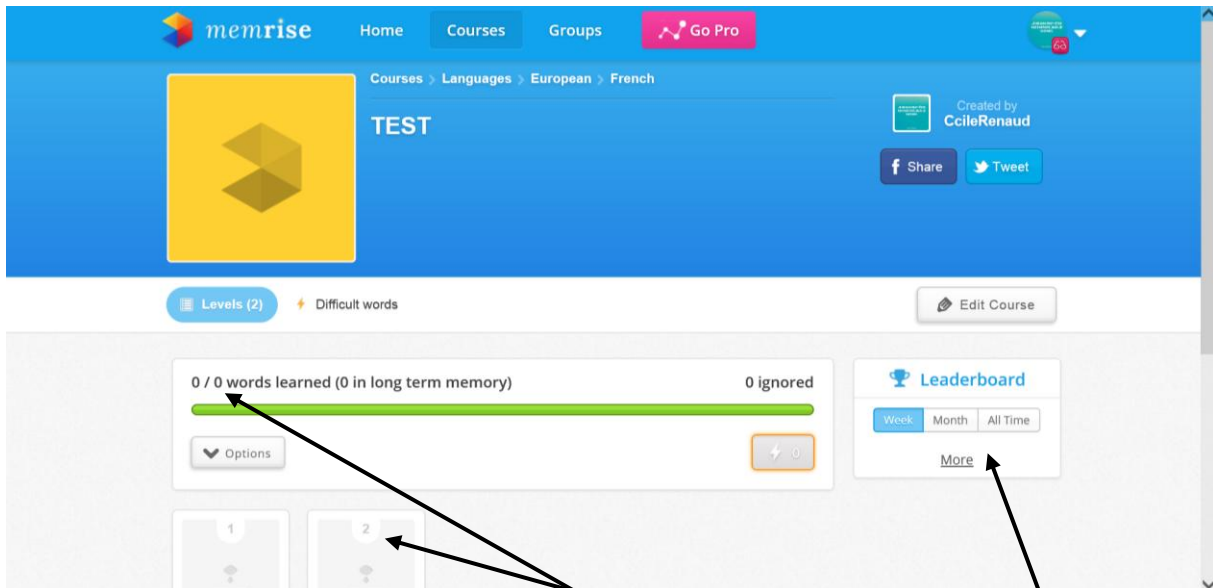 memrise Home Courses Groups Go Pro
Courses > Languages > European > French
TEST
Created by
CcileRenaud
Share Tweet
Levels (2) Difficult words Edit Course
0 / 0 words learned (0 in long term memory) 0 ignored
Leaderboard
Week Month All Time
Options 0
More
1 2